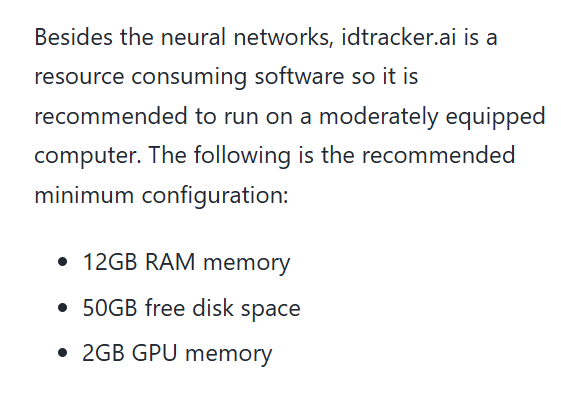 Besides the neural networks, idtracker.ai is a
resource consuming software so it is
recommended to run on a moderately equipped
computer. The following is the recommended
minimum configuration:
• 12GB RAM memory
• 50GB free disk space
• 2GB GPU memory